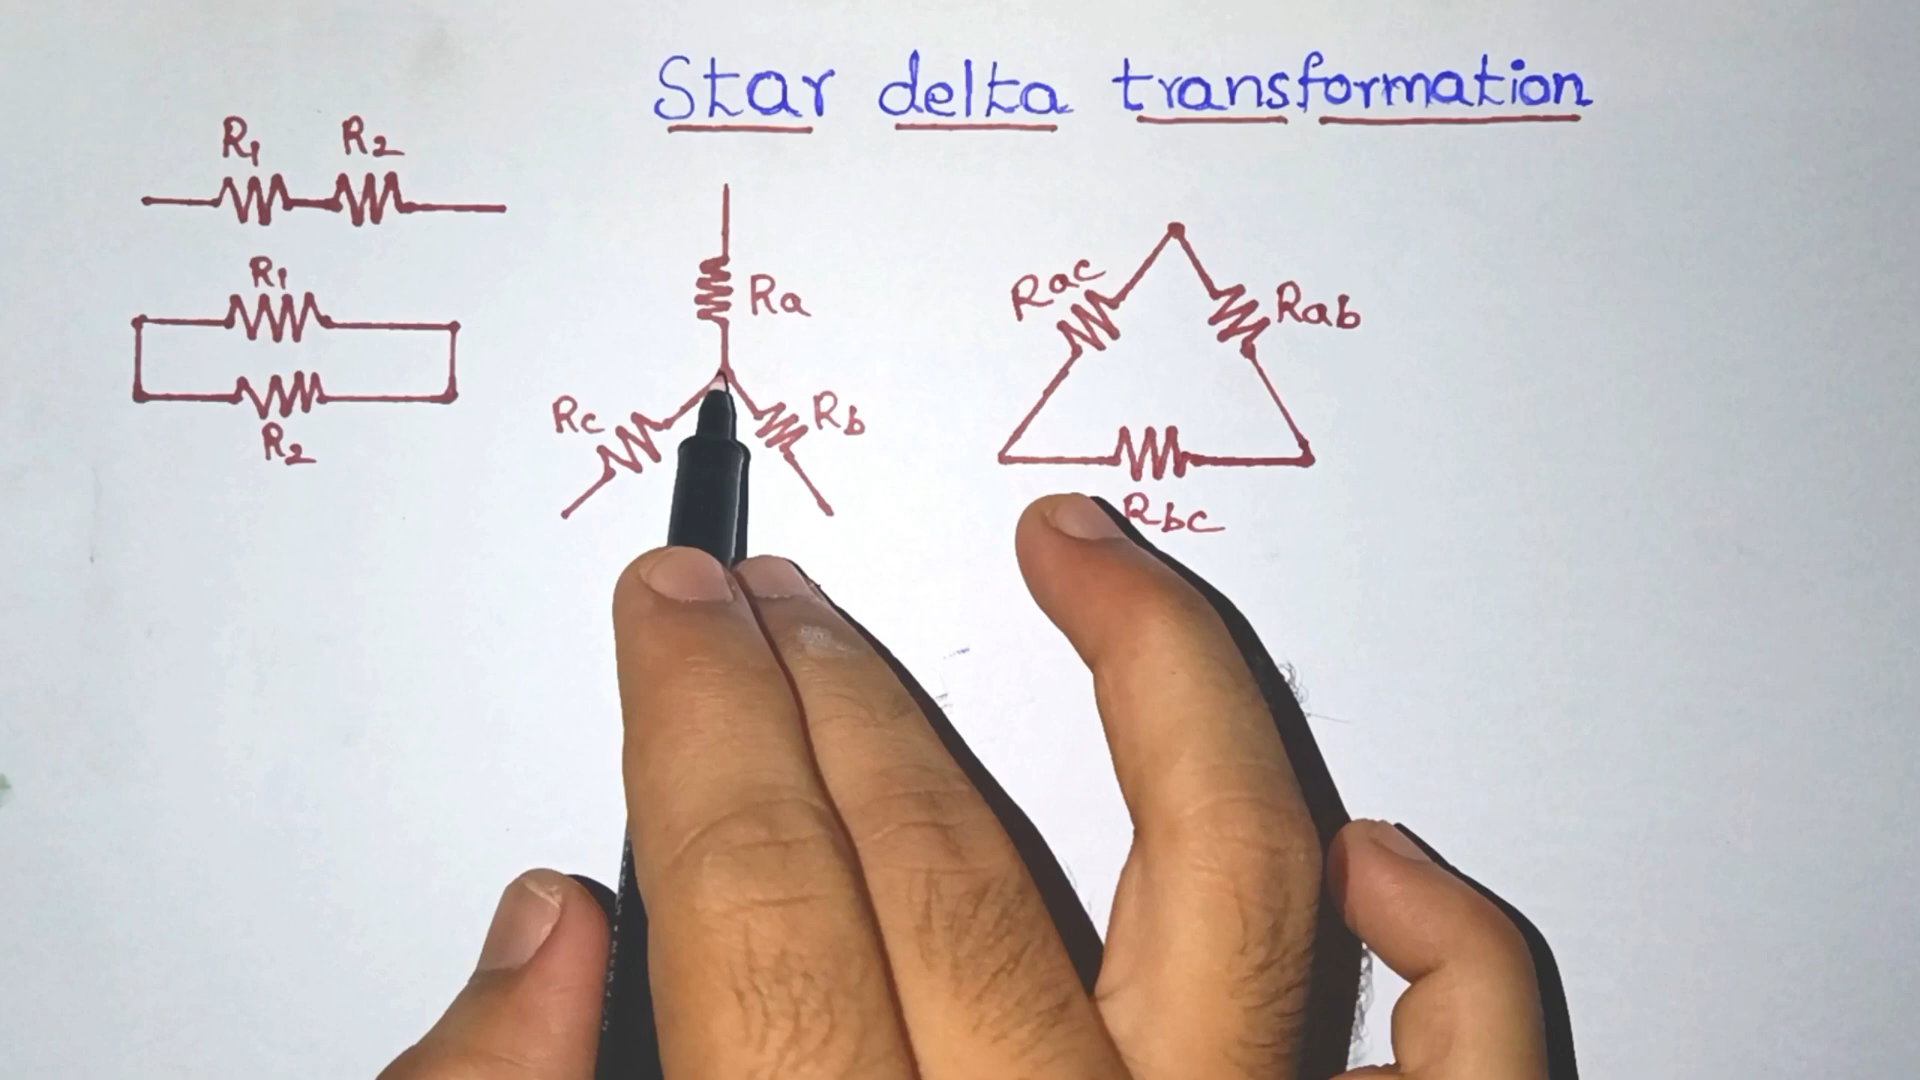 Star delta transformation
R1 R2
R1
R2
Ra
Rc
Rb
Rac
Rab
Rbc